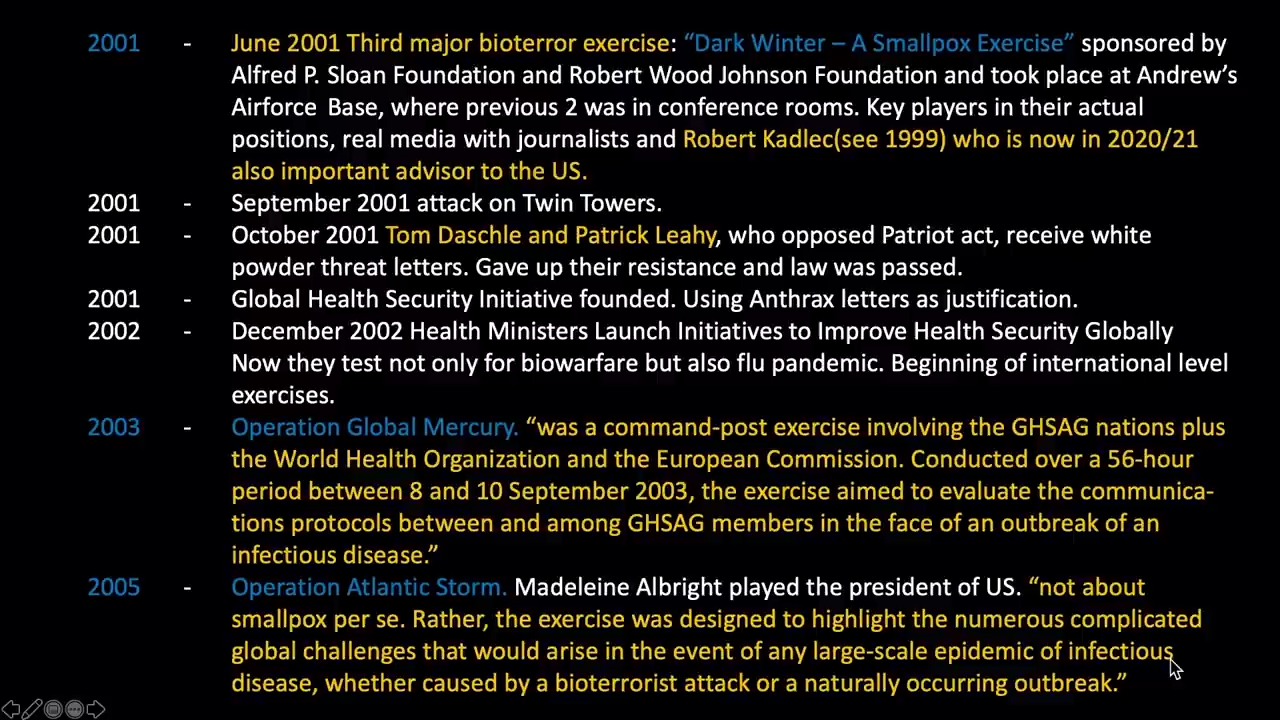 2001 - June 2001 Third major bioterror exercise: “Dark Winter – A Smallpox Exercise” sponsored by
Alfred P. Sloan Foundation and Robert Wood Johnson Foundation and took place at Andrew’s
Airforce Base, where previous 2 was in conference rooms. Key players in their actual
positions, real media with journalists and Robert Kadlec(see 1999) who is now in 2020/21
also important advisor to the US.
2001 - September 2001 attack on Twin Towers.
2001 - October 2001 Tom Daschle and Patrick Leahy, who opposed Patriot act, receive white
powder threat letters. Gave up their resistance and law was passed.
2001 - Global Health Security Initiative founded. Using Anthrax letters as justification.
2002 - December 2002 Health Ministers Launch Initiatives to Improve Health Security Globally
Now they test not only for biowarfare but also flu pandemic. Beginning of international level
exercises.
2003 - Operation Global Mercury. “was a command-post exercise involving the GHSAG nations plus
the World Health Organization and the European Commission. Conducted over a 56-hour
period between 8 and 10 September 2003, the exercise aimed to evaluate the communica-
tions protocols between and among GHSAG members in the face of an outbreak of an
infectious disease.”
2005 - Operation Atlantic Storm. Madeleine Albright played the president of US. “not about
smallpox per se. Rather, the exercise was designed to highlight the numerous complicated
global challenges that would arise in the event of any large-scale epidemic of infectious
disease, whether caused by a bioterrorist attack or a naturally occurring outbreak.”